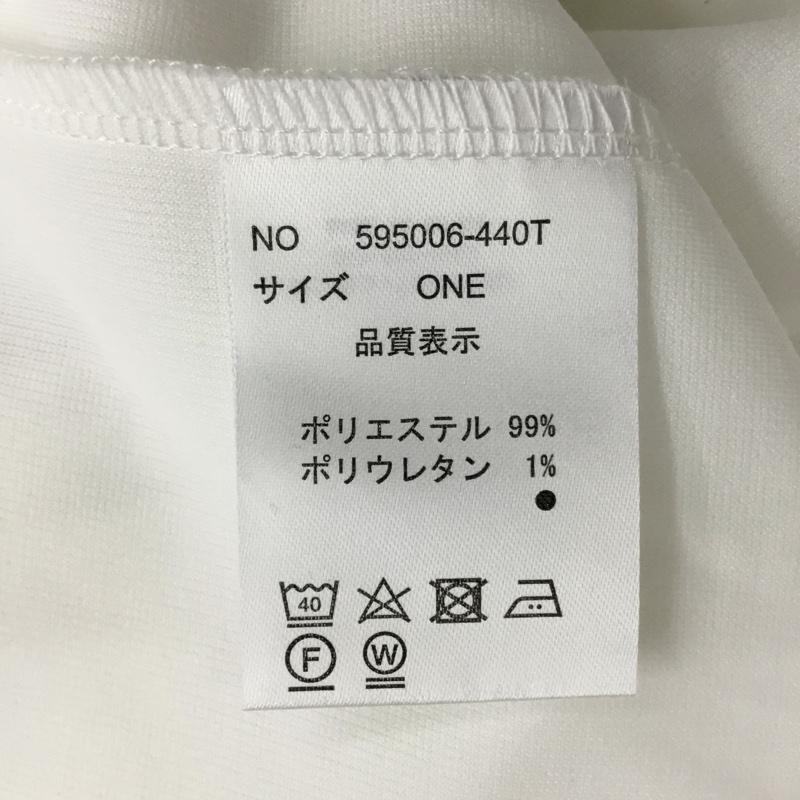 NO 595006-440T
サイズ ONE
品質表示
ポリエステル 99%
ポリウレタン 1%
40
F W